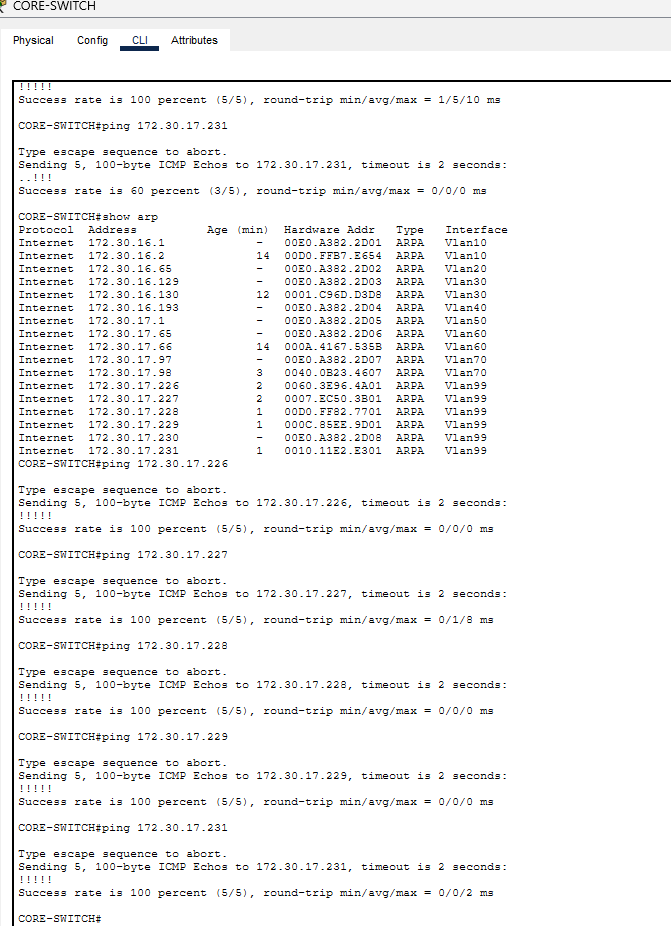 CORE-SWITCH
Physical Config CLI Attributes
!!!!!
Success rate is 100 percent (5/5), round-trip min/avg/max = 1/5/10 ms
CORE-SWITCH#ping 172.30.17.231
Type escape sequence to abort.
Sending 5, 100-byte ICMP Echos to 172.30.17.231, timeout is 2 seconds:
..!!!
Success rate is 60 percent (3/5), round-trip min/avg/max = 0/0/0 ms
CORE-SWITCH#show arp
Protocol Address Age (min) Hardware Addr Type Interface
Internet 172.30.16.1 - 00E0.A382.2D01 ARPA Vlan10
Internet 172.30.16.2 14 00D0.FFB7.E654 ARPA Vlan10
Internet 172.30.16.65 - 00E0.A382.2D02 ARPA Vlan20
Internet 172.30.16.129 - 00E0.A382.2D03 ARPA Vlan30
Internet 172.30.16.130 12 0001.C96D.D3D8 ARPA Vlan30
Internet 172.30.16.193 - 00E0.A382.2D04 ARPA Vlan40
Internet 172.30.17.1 - 00E0.A382.2D05 ARPA Vlan50
Internet 172.30.17.65 - 00E0.A382.2D06 ARPA Vlan60
Internet 172.30.17.66 14 000A.4167.535B ARPA Vlan60
Internet 172.30.17.97 - 00E0.A382.2D07 ARPA Vlan70
Internet 172.30.17.98 3 0040.0B23.4607 ARPA Vlan70
Internet 172.30.17.226 2 0060.3E96.4A01 ARPA Vlan99
Internet 172.30.17.227 2 0007.EC50.3B01 ARPA Vlan99
Internet 172.30.17.228 1 00D0.FF82.7701 ARPA Vlan99
Internet 172.30.17.229 1 000C.85EE.9D01 ARPA Vlan99
Internet 172.30.17.230 - 00E0.A382.2D08 ARPA Vlan99
Internet 172.30.17.231 1 0010.11E2.E301 ARPA Vlan99
CORE-SWITCH#ping 172.30.17.226
Type escape sequence to abort.
Sending 5, 100-byte ICMP Echos to 172.30.17.226, timeout is 2 seconds:
!!!!!
Success rate is 100 percent (5/5), round-trip min/avg/max = 0/0/0 ms
CORE-SWITCH#ping 172.30.17.227
Type escape sequence to abort.
Sending 5, 100-byte ICMP Echos to 172.30.17.227, timeout is 2 seconds:
!!!!!
Success rate is 100 percent (5/5), round-trip min/avg/max = 0/1/8 ms
CORE-SWITCH#ping 172.30.17.228
Type escape sequence to abort.
Sending 5, 100-byte ICMP Echos to 172.30.17.228, timeout is 2 seconds:
!!!!!
Success rate is 100 percent (5/5), round-trip min/avg/max = 0/0/0 ms
CORE-SWITCH#ping 172.30.17.229
Type escape sequence to abort.
Sending 5, 100-byte ICMP Echos to 172.30.17.229, timeout is 2 seconds:
!!!!!
Success rate is 100 percent (5/5), round-trip min/avg/max = 0/0/0 ms
CORE-SWITCH#ping 172.30.17.231
Type escape sequence to abort.
Sending 5, 100-byte ICMP Echos to 172.30.17.231, timeout is 2 seconds:
!!!!!
Success rate is 100 percent (5/5), round-trip min/avg/max = 0/0/2 ms
CORE-SWITCH#